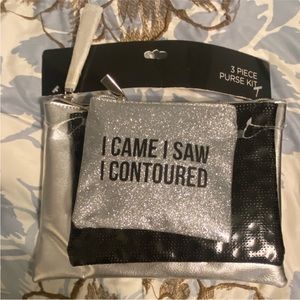 3 PIECE
PURSE KIT
I CAME I SAW
I CONTOURED